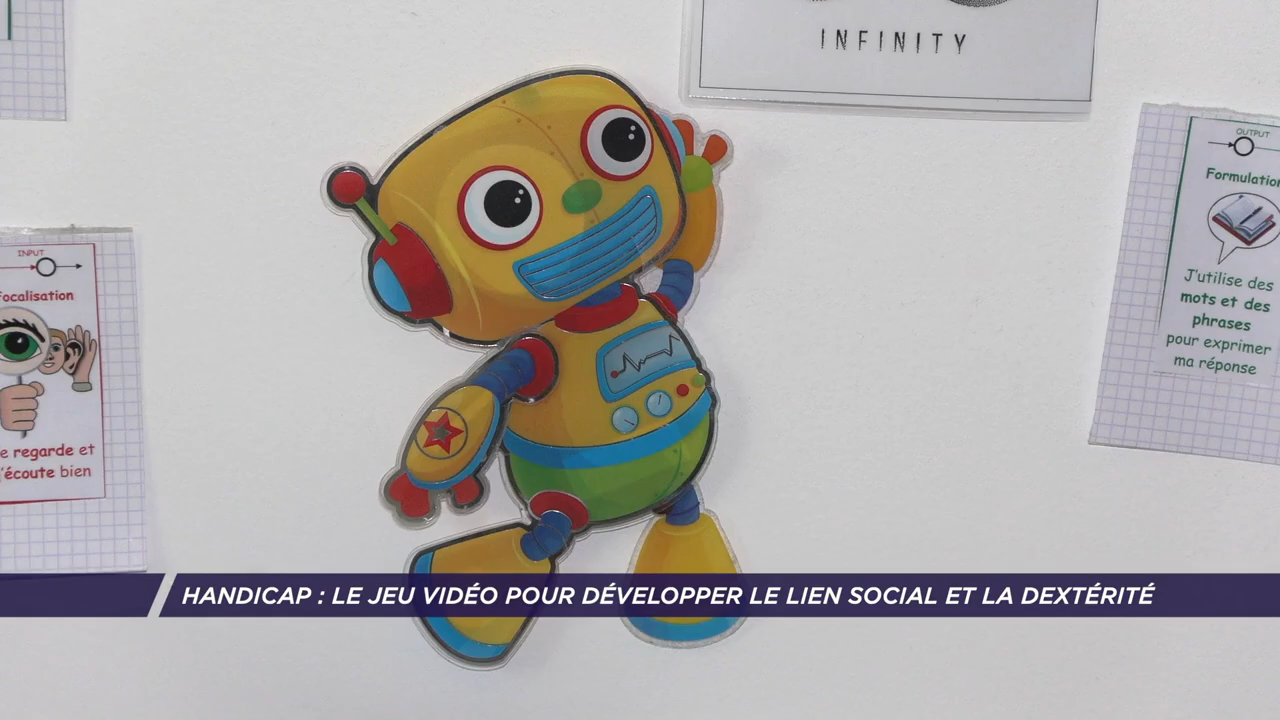 INFINITY
OUTPUT
Formulation
J'utilise des
mots et des
phrases
pour exprimer
ma réponse
INPUT
Focalisation
e regarde et
j'écoute bien
HANDICAP : LE JEU VIDÉO POUR DÉVELOPPER LE LIEN SOCIAL ET LA DEXTÉRITÉ